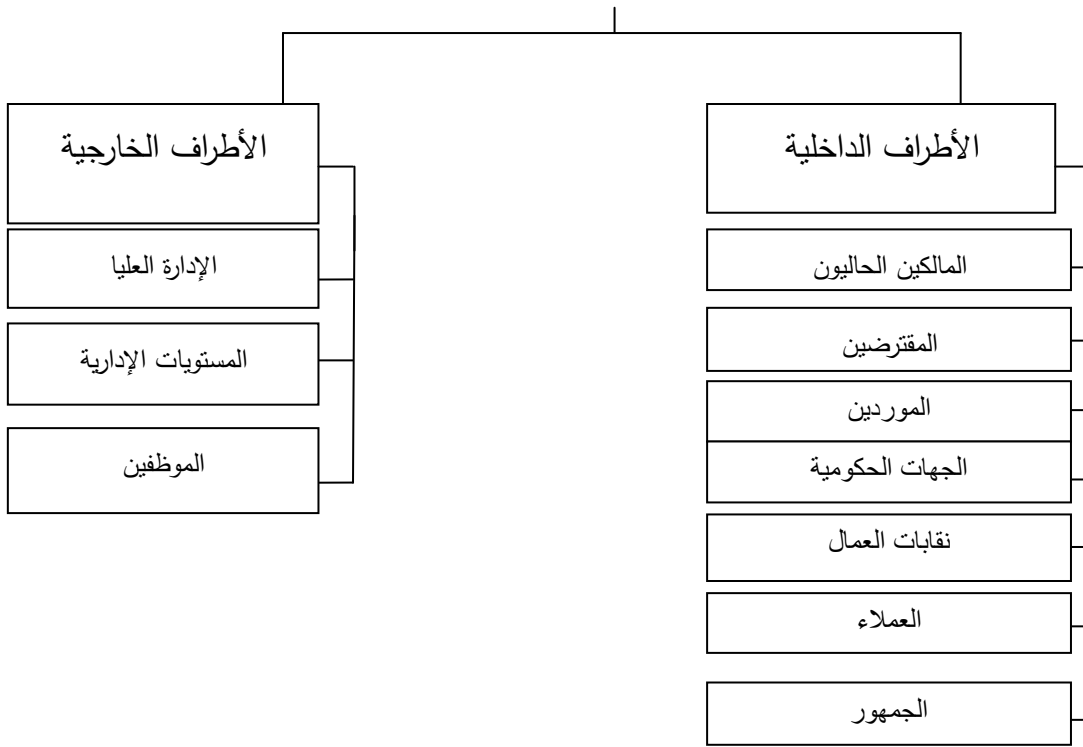 الأطراف الداخلية
المالكين الحاليون
المقترضين
الموردين
الجهات الحكومية
نقابات العمال
العملاء
الجمهور
الأطراف الخارجية
الإدارة العليا
المستويات الإدارية
الموظفين